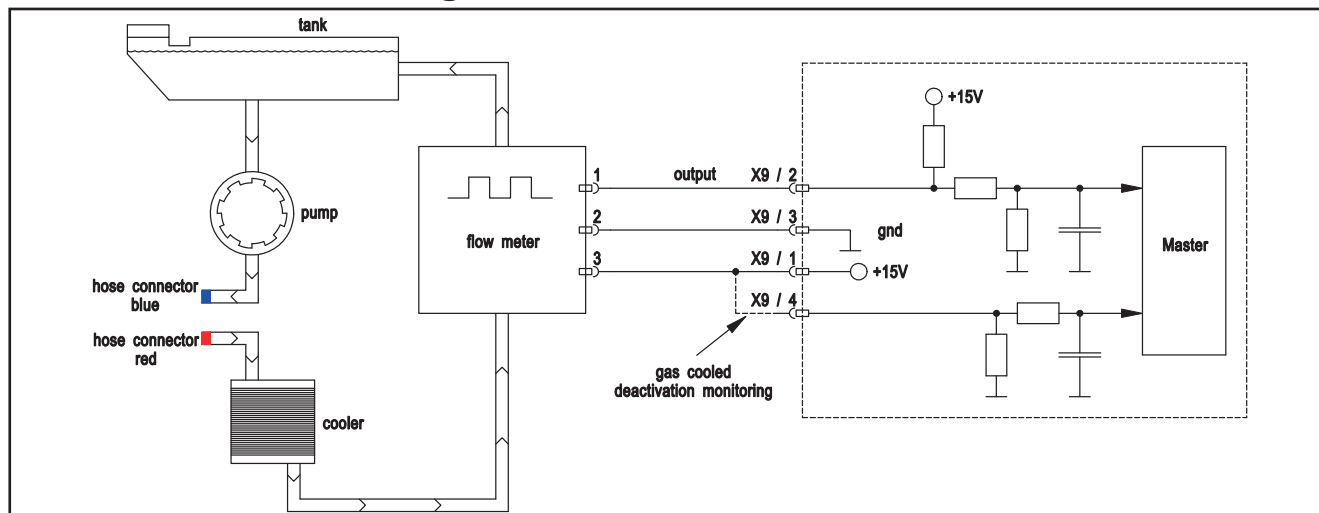 tank
+15V
1
output
X9 / 2
pump
flow meter
2
X9 / 3
gnd
Master
3
X9 / 1
+15V
hose connector
blue
X9 / 4
hose connector
red
gas cooled
deactivation monitoring
cooler